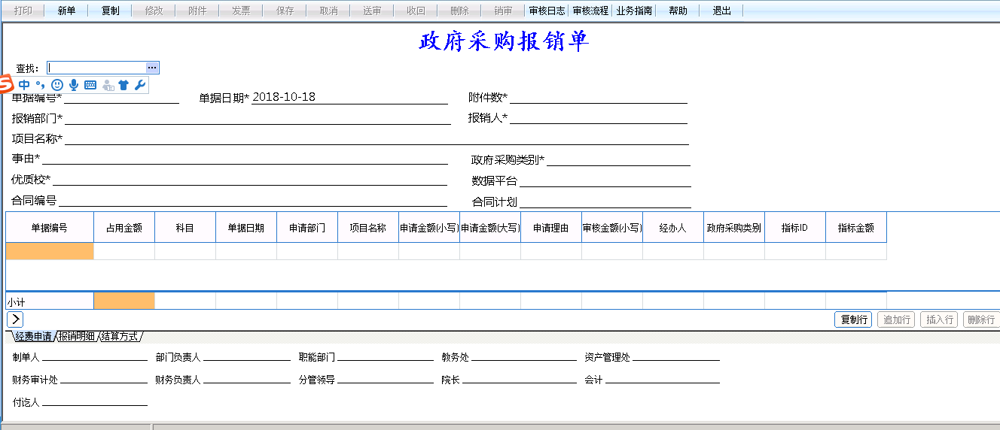 打印 新单 复制 修改 附件 发票 保存 取消 送审 收回 删除 销审 审核日志 审核流程 业务指南 帮助 退出
政府采购报销单
查找：
中
单据编号* 单据日期* 2018-10-18 附件数*
报销部门* 报销人*
项目名称*
事由* 政府采购类别*
优质校* 数据平台
合同编号 合同计划
单据编号 占用金额 科目 单据日期 申请部门 项目名称 申请金额(小写) 申请金额(大写) 申请理由 审核金额(小写) 经办人 政府采购类别 指标ID 指标金额
小计
复制行 追加行 插入行 删除行
经费申请 报销明细 结算方式
制单人 部门负责人 职能部门 教务处 资产管理处
财务审计处 财务负责人 分管领导 院长 会计
付讫人